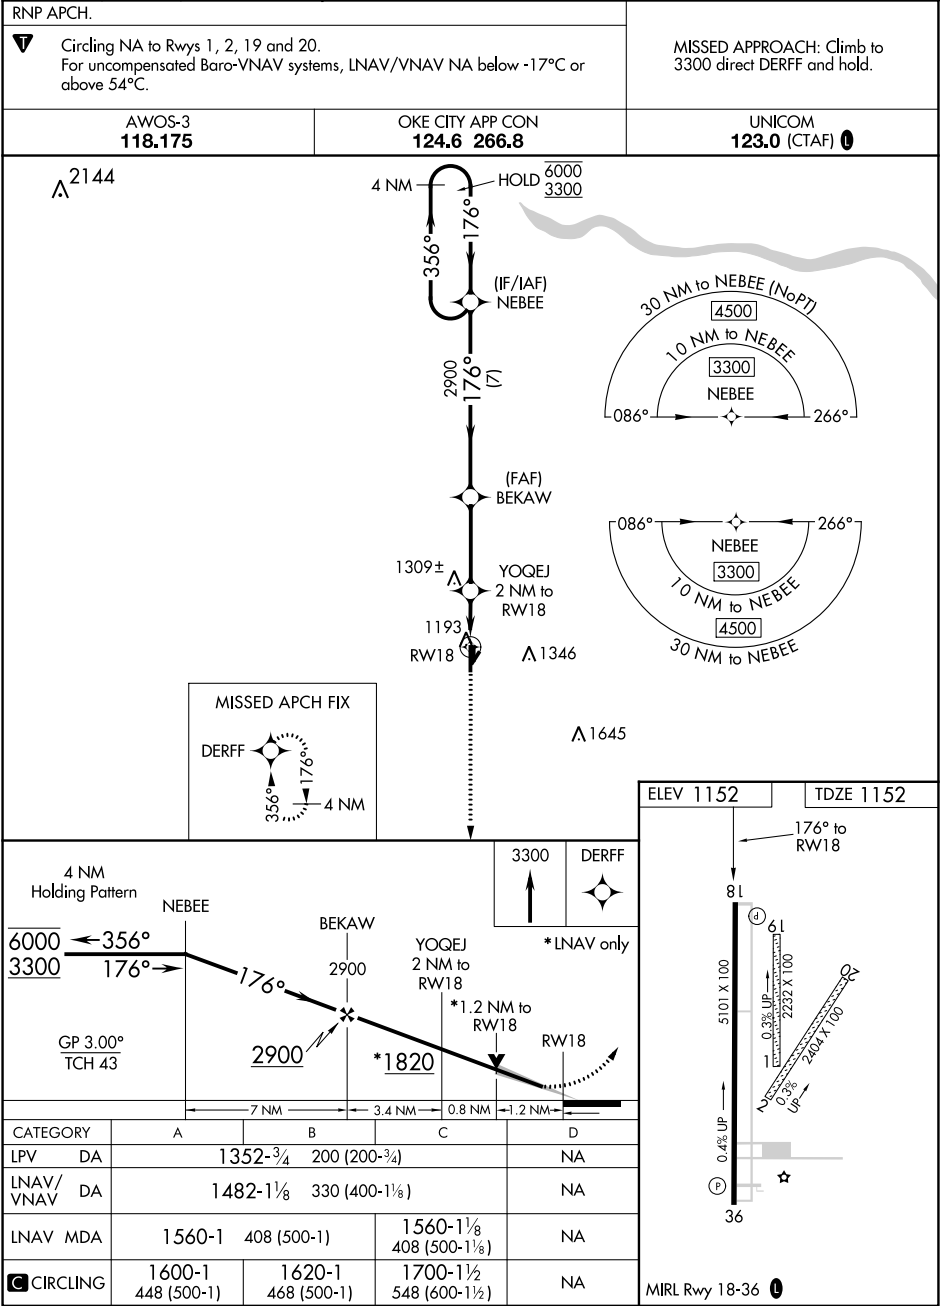 RNP APCH.
T
Circling NA to Rwys 1, 2, 19 and 20.
For uncompensated Baro-VNAV systems, LNAV/VNAV NA below -17°C or
above 54°C.
MISSED APPROACH: Climb to
3300 direct DERFF and hold.
AWOS-3
118.175
OKE CITY APP CON
124.6 266.8
UNICOM
123.0 (CTAF) L
2144
4 NM
HOLD
6000
3300
356°
176°
(IF/IAF)
NEBEE
2900
176°
(7)
30 NM to NEBEE (NoPT)
4500
10 NM to NEBEE
3300
NEBEE
086°
266°
(FAF)
BEKAW
086°
266°
NEBEE
3300
10 NM to NEBEE
4500
30 NM to NEBEE
1309±
YOQEJ
2 NM to
RW18
1193
RW18
1346
1645
MISSED APCH FIX
DERFF
176°
356°
4 NM
ELEV 1152
TDZE 1152
176° to
RW18
18
P
19
5101 X 100
0.3% UP
2232 X 100
20
2404 X 100
1
2
0.3%
UP
0.4% UP
P
36
MIRL Rwy 18-36 L
3300
DERFF
4 NM
Holding Pattern
NEBEE
BEKAW
*LNAV only
6000
356°
3300
176°
176°
2900
YOQEJ
2 NM to
RW18
*1.2 NM to
RW18
RW18
GP 3.00°
TCH 43
2900
*1820
7 NM
3.4 NM
0.8 NM
1.2 NM
CATEGORY A B C D
LPV DA 1352-¾ 200 (200-¾) NA
LNAV/
VNAV DA 1482-1⅛ 330 (400-1⅛) NA
LNAV MDA 1560-1 408 (500-1) 1560-1⅛
408 (500-1⅛) NA
C CIRCLING 1600-1
448 (500-1) 1620-1
468 (500-1) 1700-1½
548 (600-1½) NA